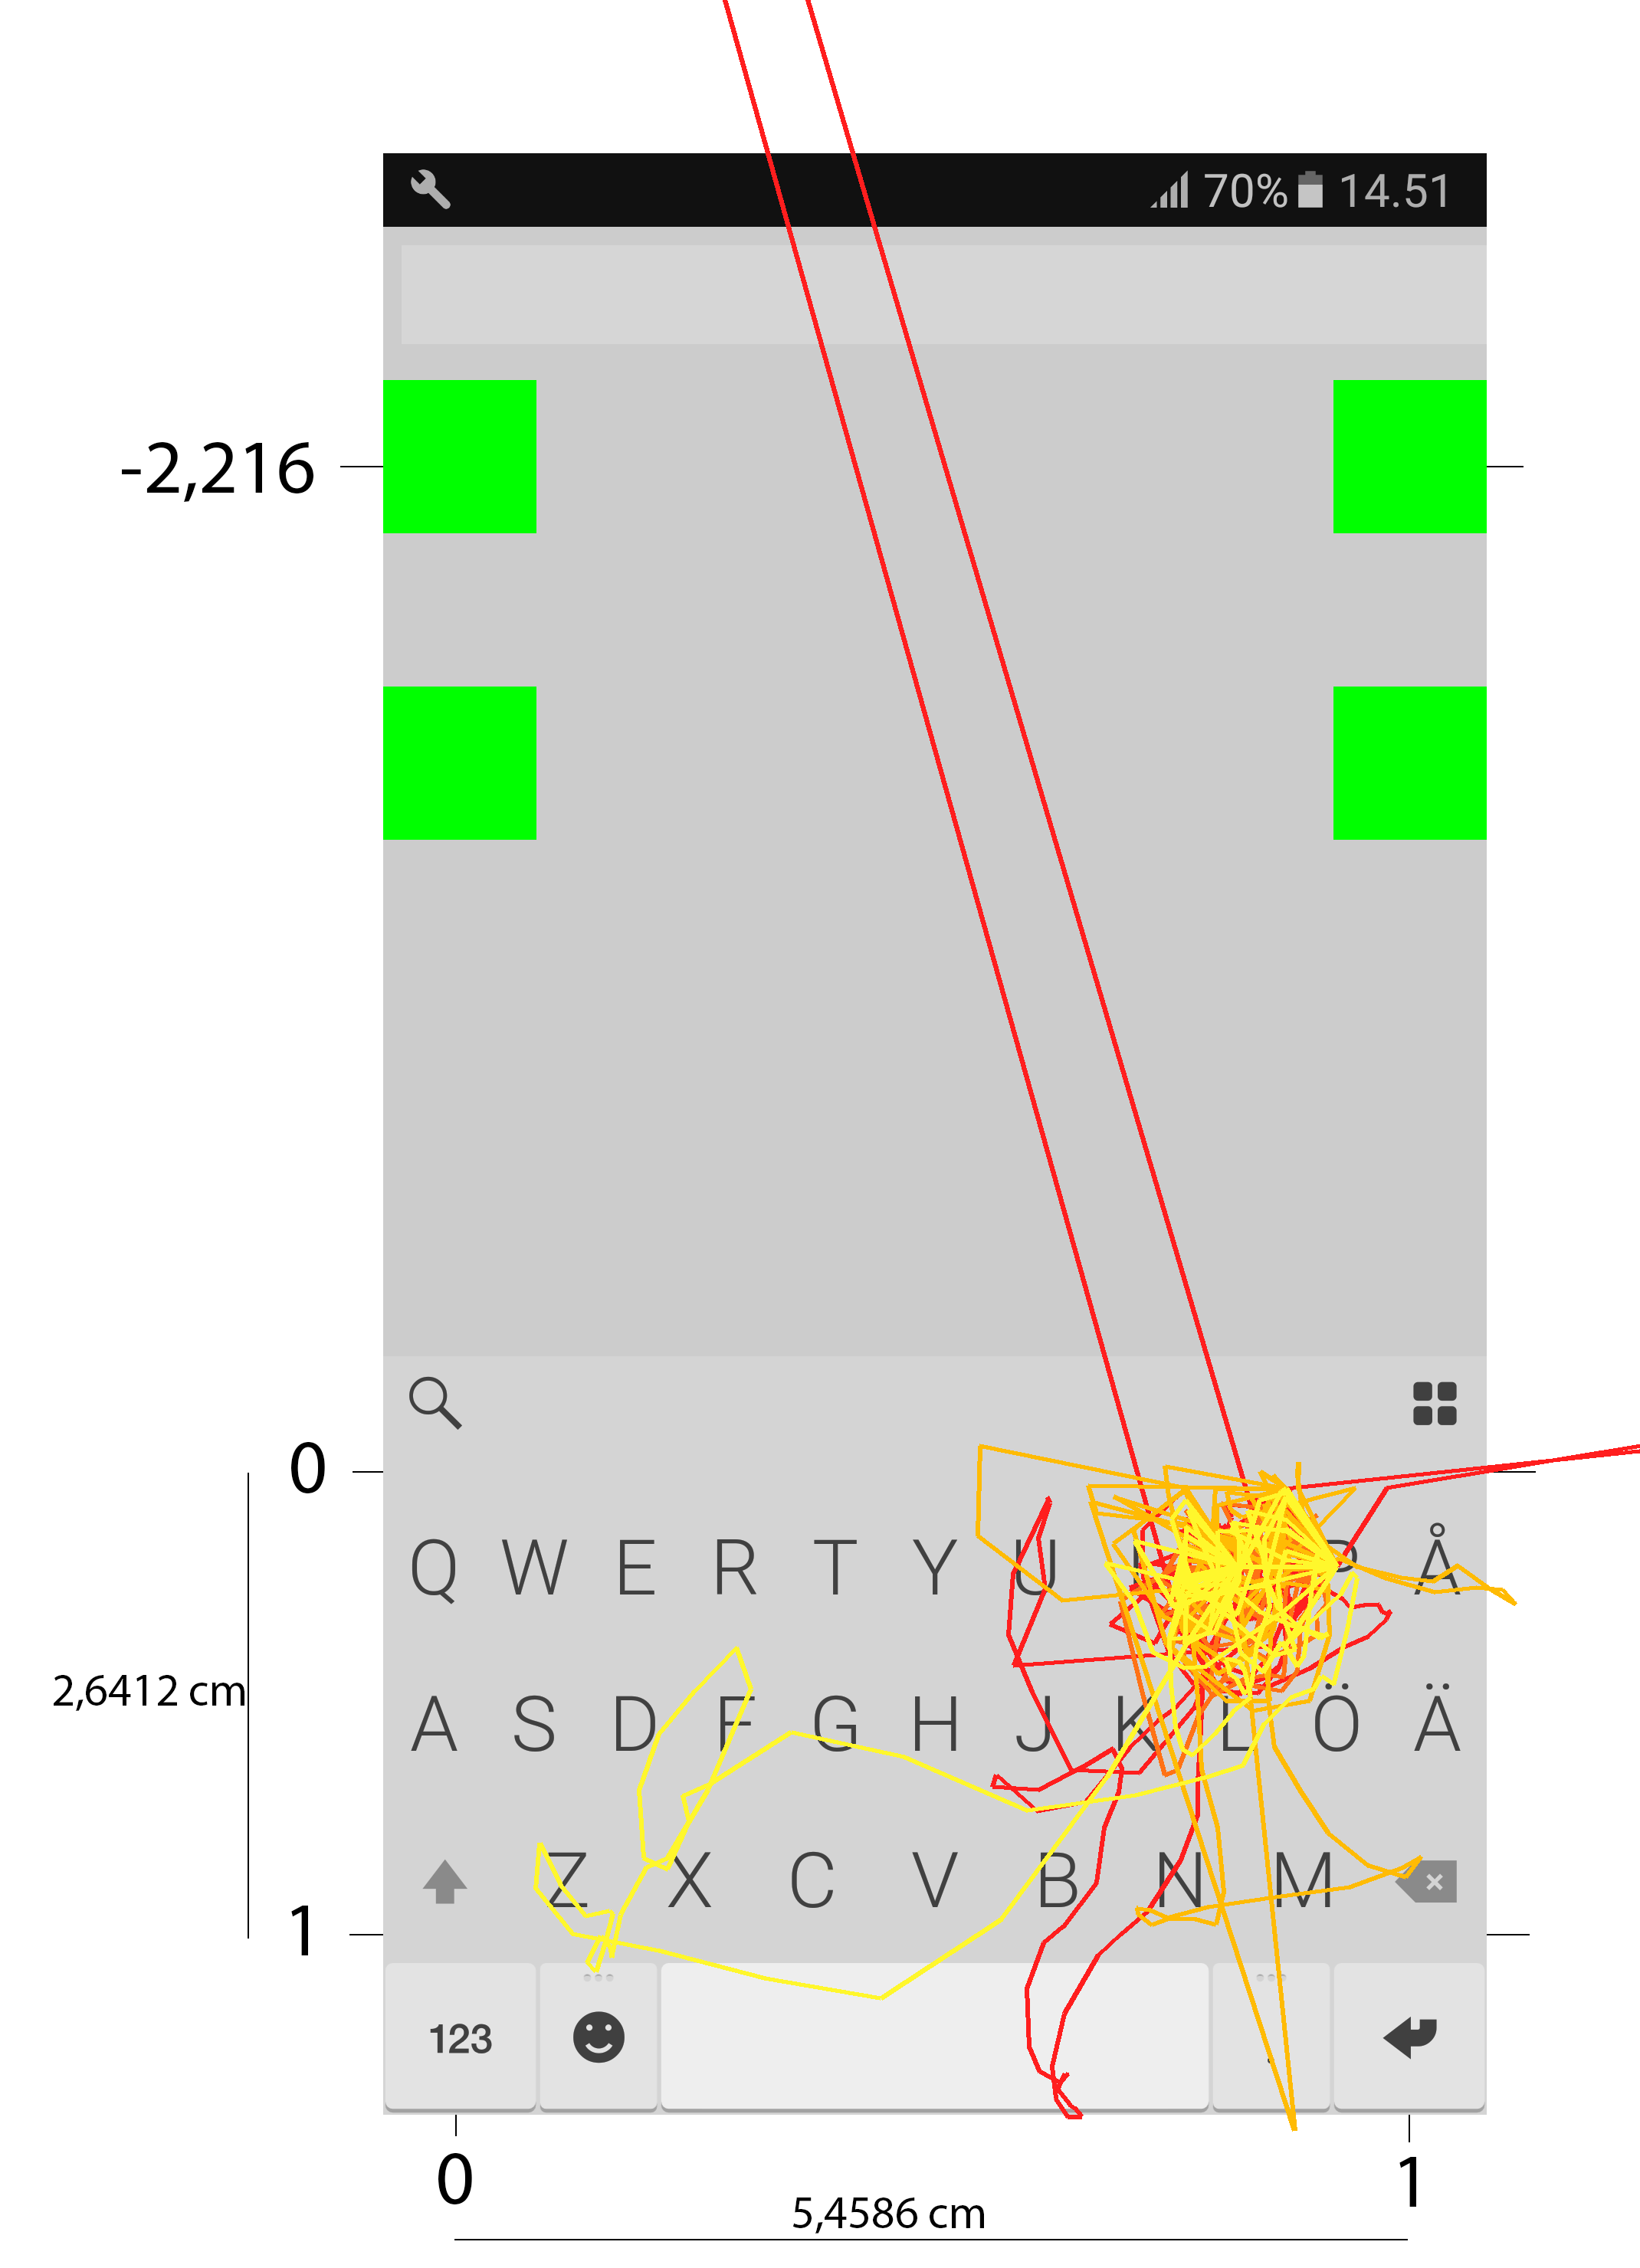 70% 14.51
-2,216
0
Q W E R T Y U P Å
2,6412 cm
A S D F G H J K L Ö Ä
Z X C V B N M
1
123
0 1
5,4586 cm